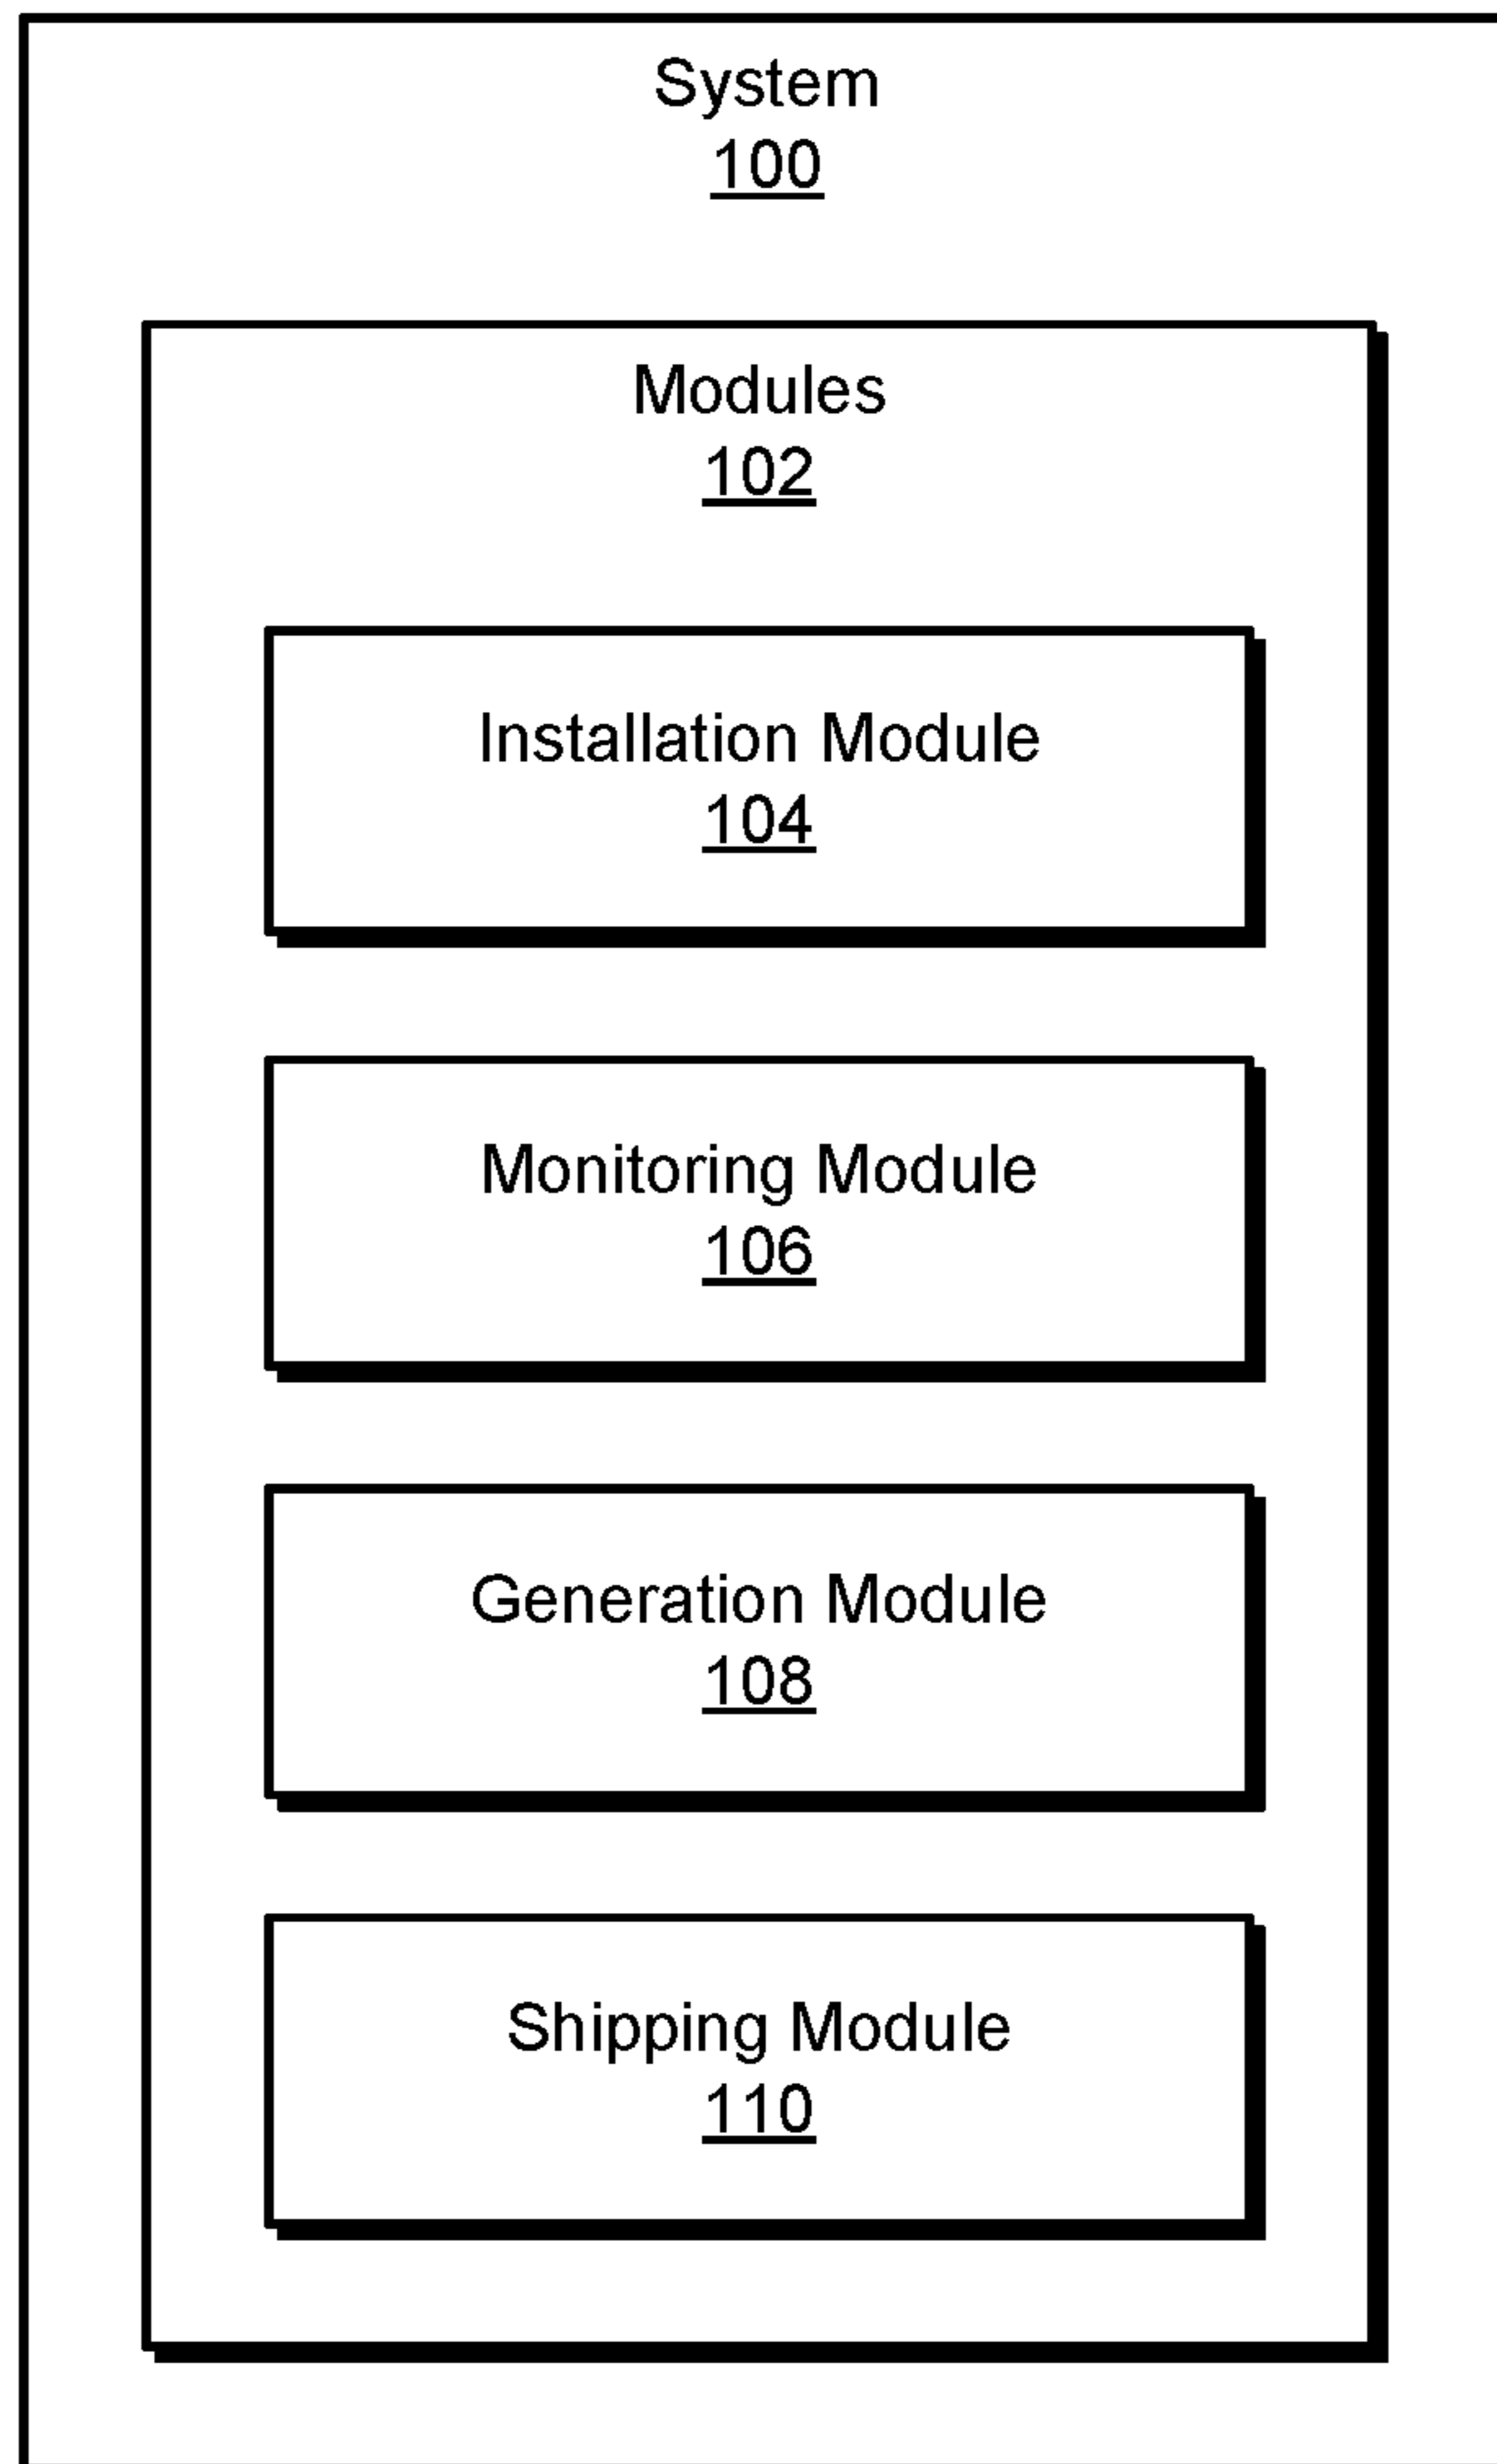 System
100
Modules
102
Installation Module
104
Monitoring Module
106
Generation Module
108
Shipping Module
110